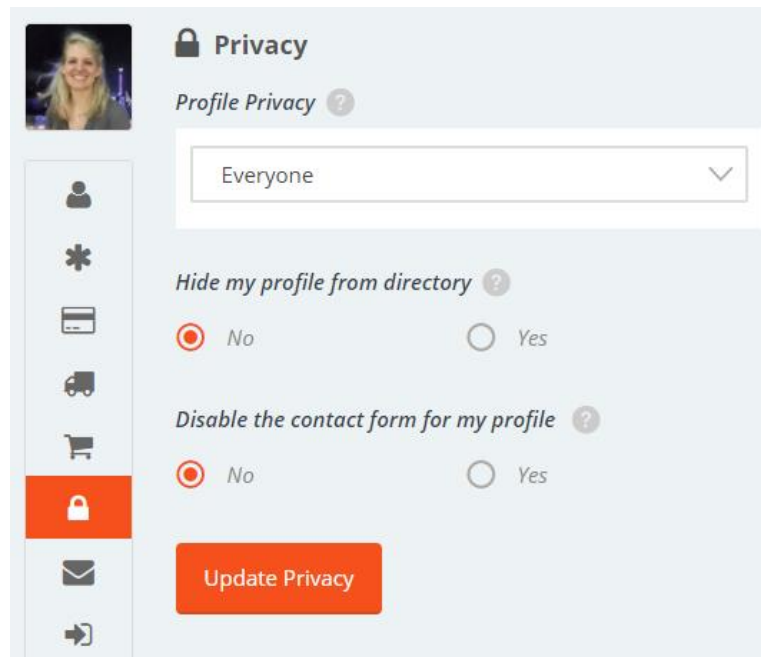 Privacy
Profile Privacy ?
Everyone
Hide my profile from directory ?
No Yes
Disable the contact form for my profile ?
No Yes
Update Privacy